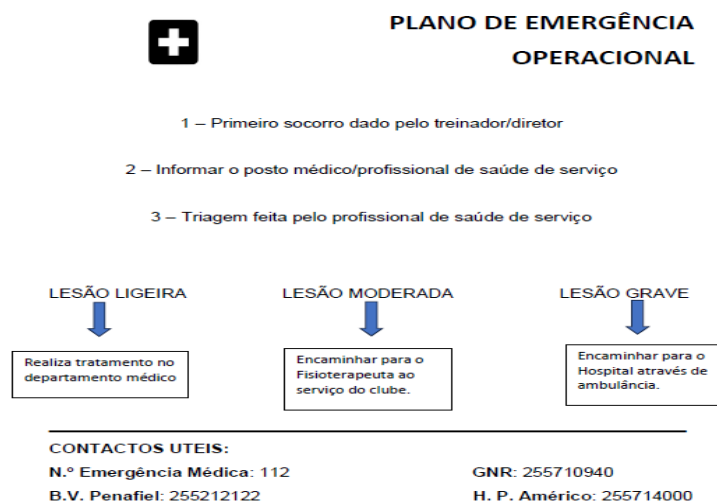 PLANO DE EMERGÊNCIA
OPERACIONAL
1 – Primeiro socorro dado pelo treinador/diretor
2 – Informar o posto médico/profissional de saúde de serviço
3 – Triagem feita pelo profissional de saúde de serviço
LESÃO LIGEIRA
LESÃO MODERADA
LESÃO GRAVE
Realiza tratamento no
departamento médico
Encaminhar para o
Fisioterapeuta ao
serviço do clube.
Encaminhar para o
Hospital através de
ambulância.
CONTACTOS UTEIS:
N.º Emergência Médica: 112
GNR: 255710940
B.V. Penafiel: 255212122
H. P. Américo: 255714000